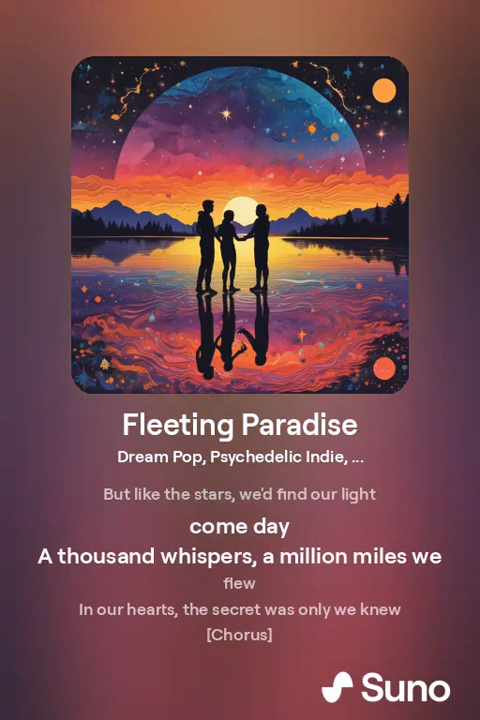 Fleeting Paradise
Dream Pop, Psychedelic Indie, ...
But like the stars, we'd find our light
come day
A thousand whispers, a million miles we
flew
In our hearts, the secret was only we knew
[Chorus]
Suno